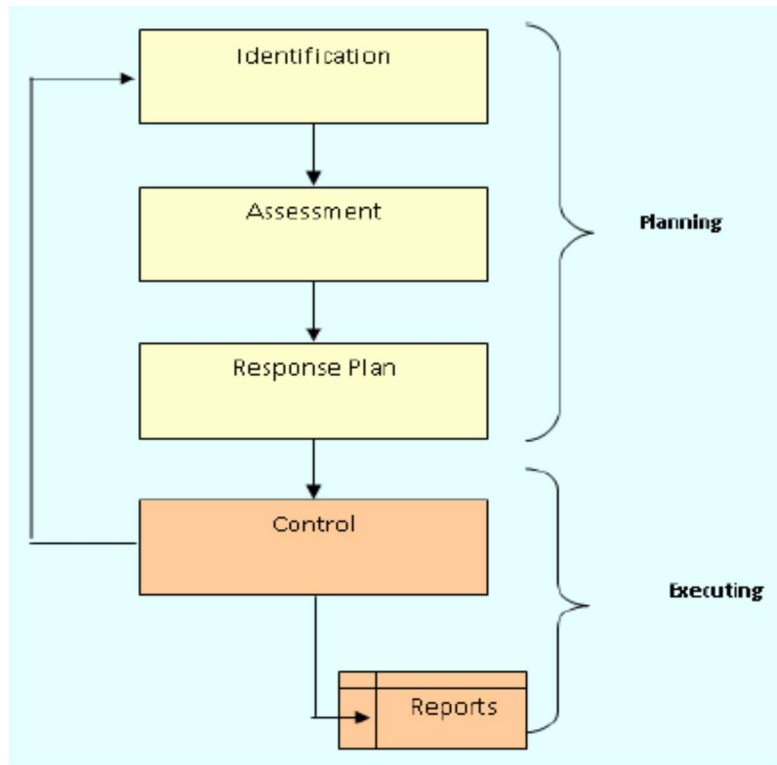 Identification
Assessment
Planning
Response Plan
Control
Executing
Reports